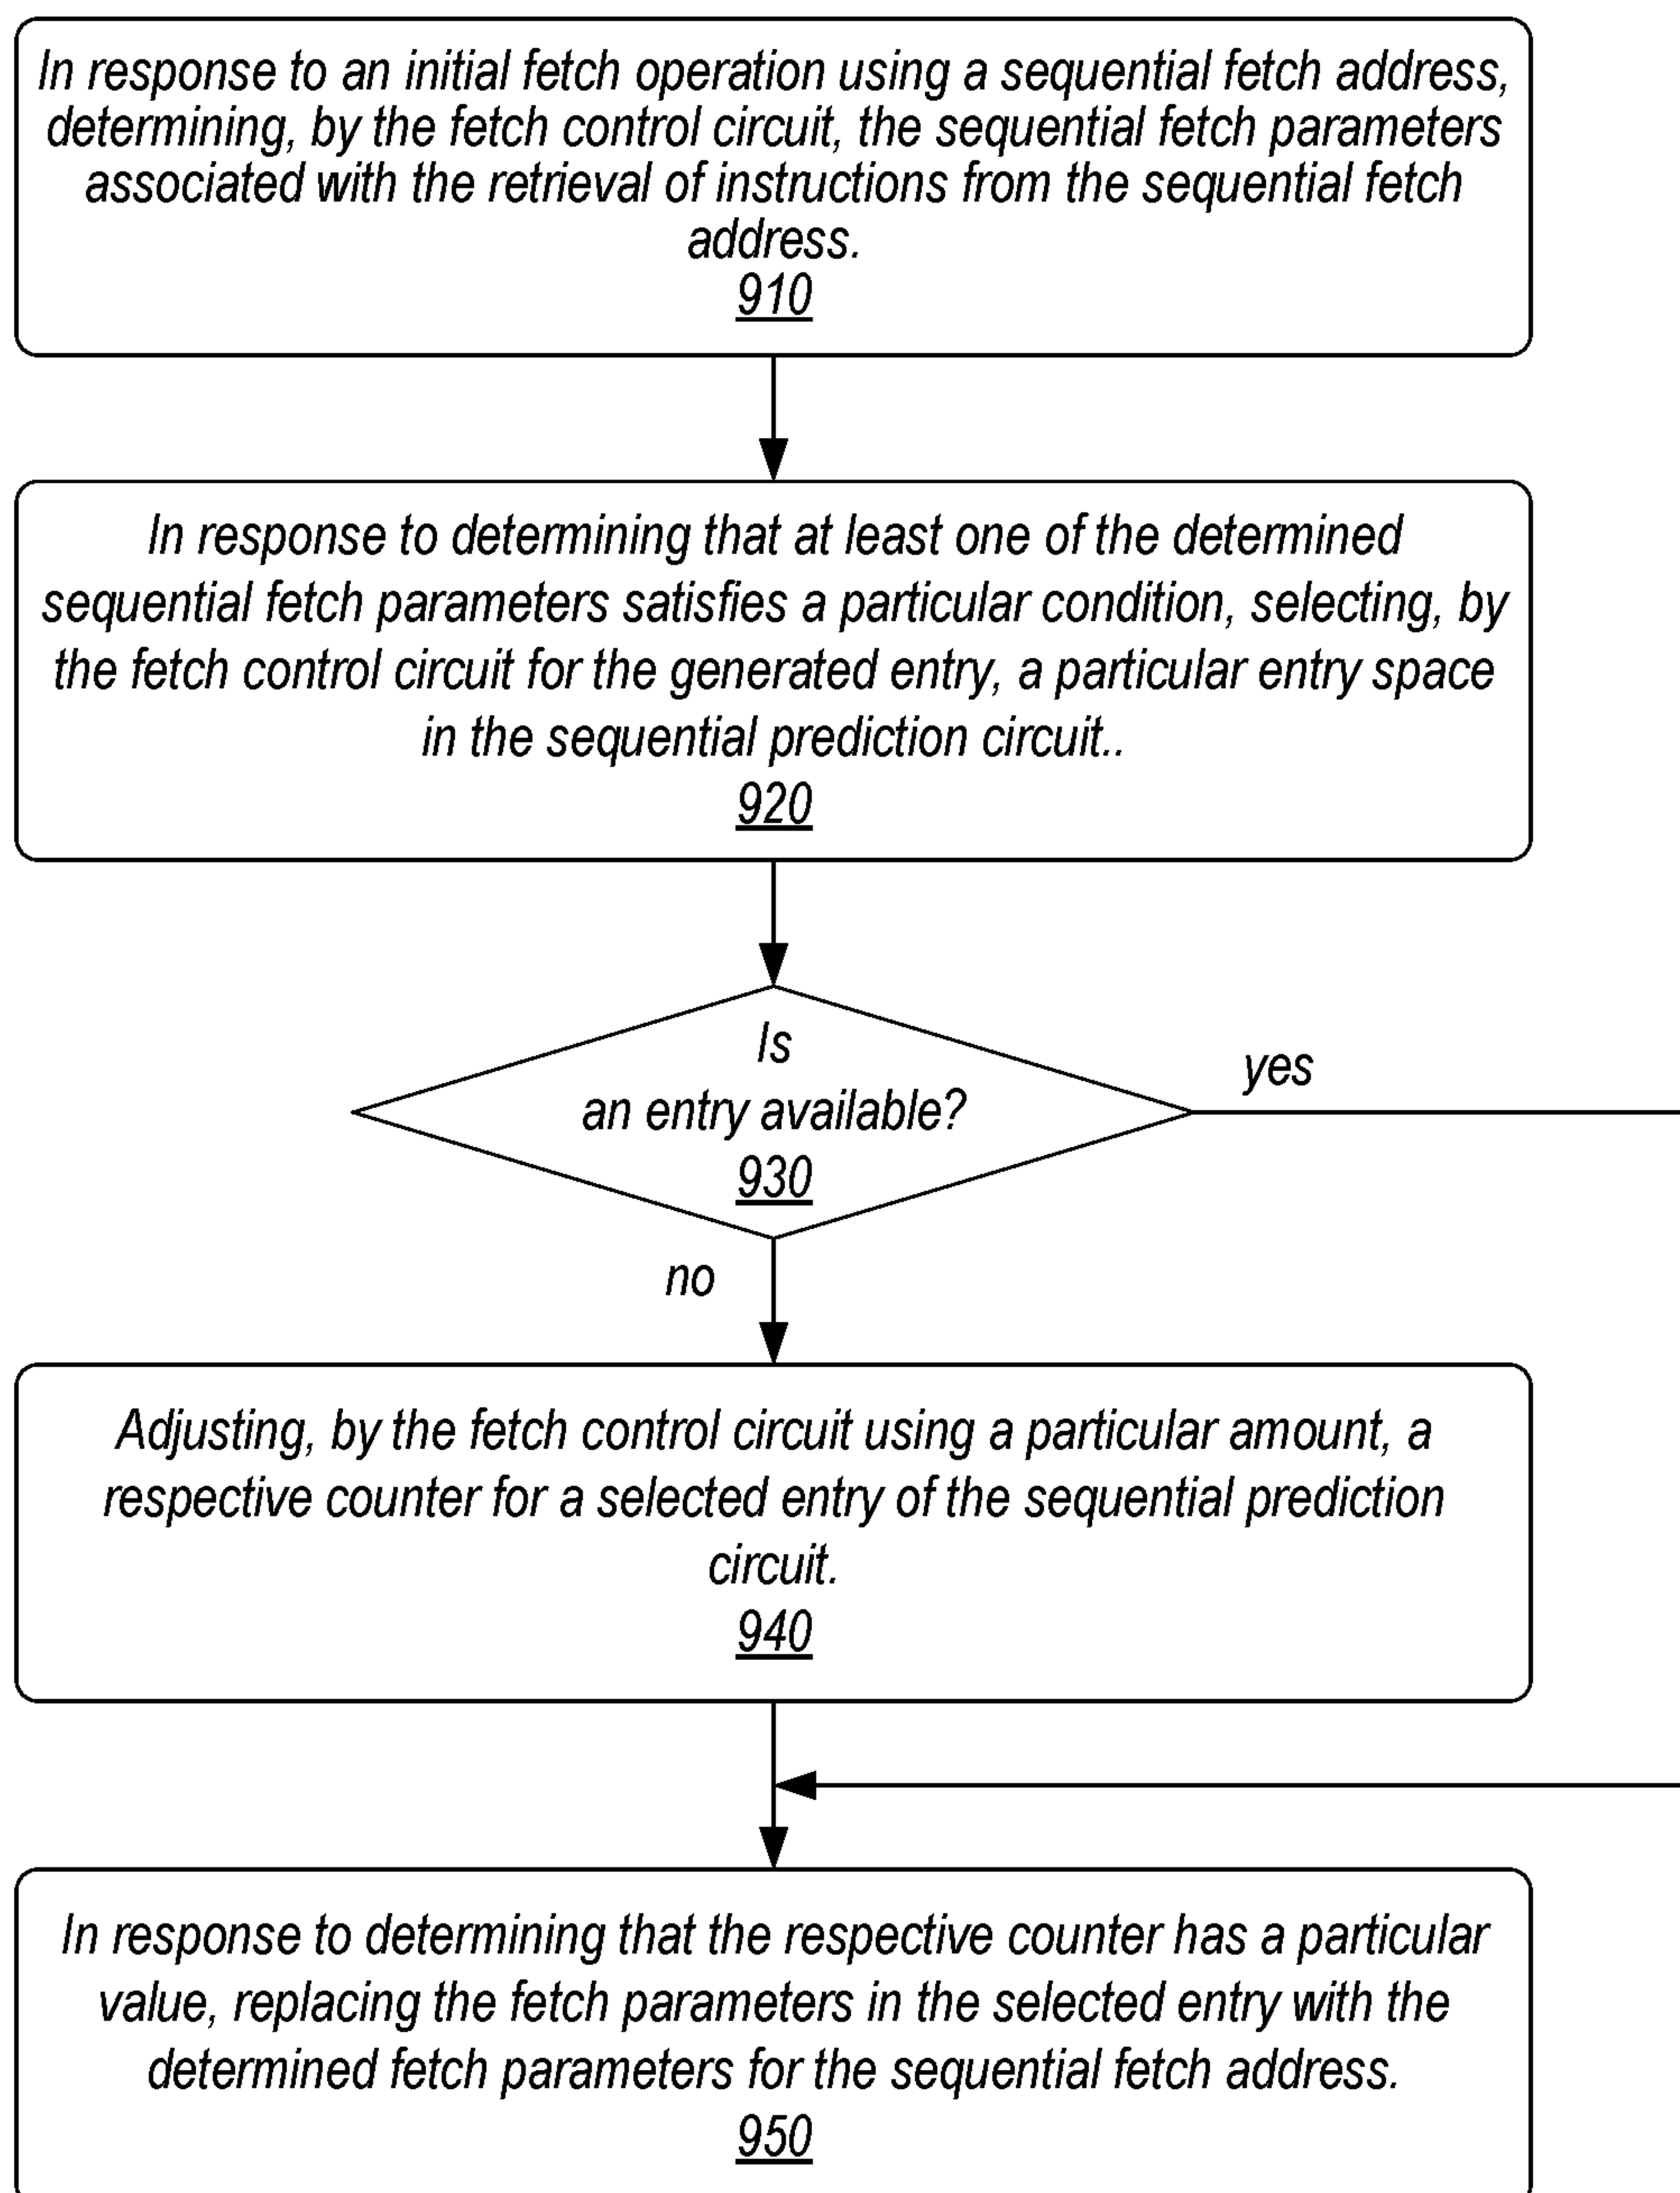 In response to an initial fetch operation using a sequential fetch address,
determining, by the fetch control circuit, the sequential fetch parameters
associated with the retrieval of instructions from the sequential fetch
address.
910
In response to determining that at least one of the determined
sequential fetch parameters satisfies a particular condition, selecting, by
the fetch control circuit for the generated entry, a particular entry space
in the sequential prediction circuit..
920
Is
an entry available?
930
yes
no
Adjusting, by the fetch control circuit using a particular amount, a
respective counter for a selected entry of the sequential prediction
circuit.
940
In response to determining that the respective counter has a particular
value, replacing the fetch parameters in the selected entry with the
determined fetch parameters for the sequential fetch address.
950